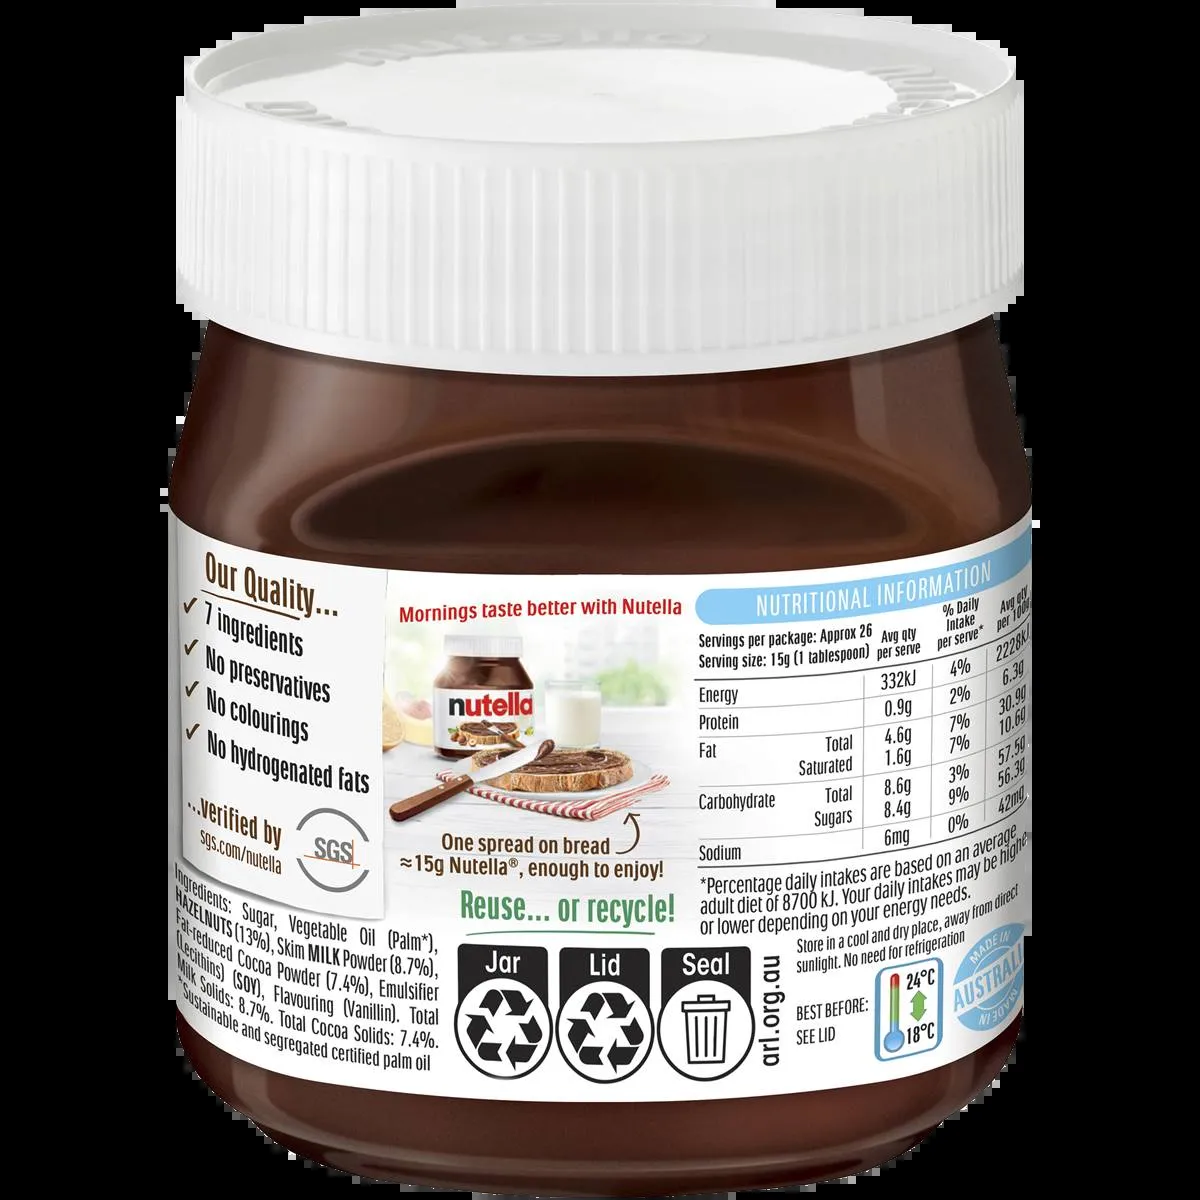 nutella
Our Quality...
✓ 7 ingredients
✓ No preservatives
✓ No colourings
✓ No hydrogenated fats
...verified by
sgs.com/nutella
SGS
Ingredients: Sugar, Vegetable Oil (Palm*),
HAZELNUTS (13%), Skim MILK Powder (8.7%),
Fat-reduced Cocoa Powder (7.4%), Emulsifier
(Lecithins) (SOY), Flavouring (Vanillin). Total
Milk Solids: 8.7%. Total Cocoa Solids: 7.4%.
*Sustainable and segregated certified palm oil
Mornings taste better with Nutella
nutella
One spread on bread
≈15g Nutella®, enough to enjoy!
Reuse... or recycle!
Jar Lid Seal
arl.org.au
NUTRITIONAL INFORMATION
Servings per package: Approx 26
Serving size: 15g (1 tablespoon)
Avg qty
per serve
% Daily
Intake
per serve*
Avg qty
per 100g
Energy 332kJ 4% 2228kJ
Protein 0.9g 2% 6.3g
Fat Total 4.6g 7% 30.9g
Saturated 1.6g 7% 10.6g
Carbohydrate Total 8.6g 3% 57.5g
Sugars 8.4g 9% 56.3g
Sodium 6mg 0% 42mg
*Percentage daily intakes are based on an average
adult diet of 8700 kJ. Your daily intakes may be higher
or lower depending on your energy needs.
Store in a cool and dry place, away from direct
sunlight. No need for refrigeration
BEST BEFORE:
SEE LID
24°C
18°C
MADE IN
AUSTRALI
MADE IN